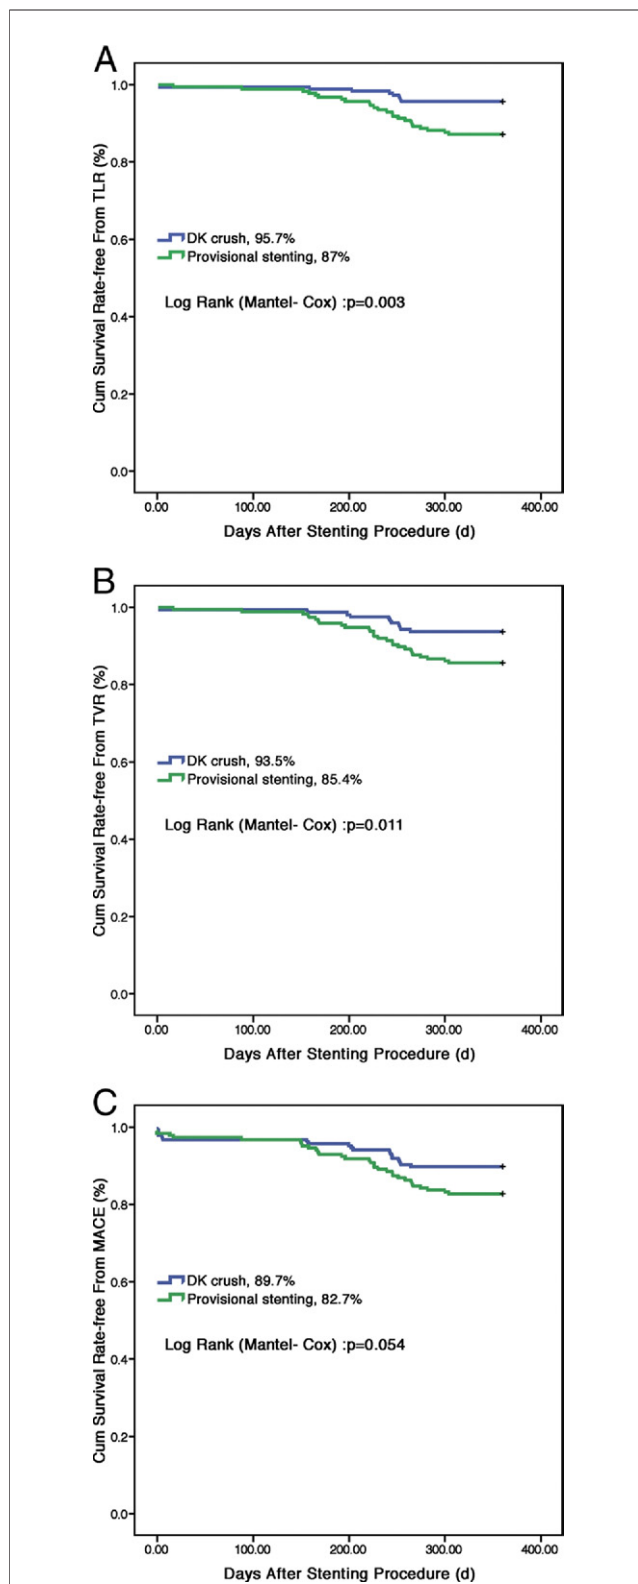 A
Cum Survival Rate-free From TLR (%)
1.0
0.8
0.6
0.4
0.2
0.0
DK crush, 95.7%
Provisional stenting, 87%
Log Rank (Mantel- Cox) :p=0.003
0.00 100.00 200.00 300.00 400.00
Days After Stenting Procedure (d)
B
Cum Survival Rate-free From TVR (%)
1.0
0.8
0.6
0.4
0.2
0.0
DK crush, 93.5%
Provisional stenting, 85.4%
Log Rank (Mantel- Cox) :p=0.011
0.00 100.00 200.00 300.00 400.00
Days After Stenting Procedure (d)
C
Cum Survival Rate-free From MACE (%)
1.0
0.8
0.6
0.4
0.2
0.0
DK crush, 89.7%
Provisional stenting, 82.7%
Log Rank (Mantel- Cox) :p=0.054
0.00 100.00 200.00 300.00 400.00
Days After Stenting Procedure (d)